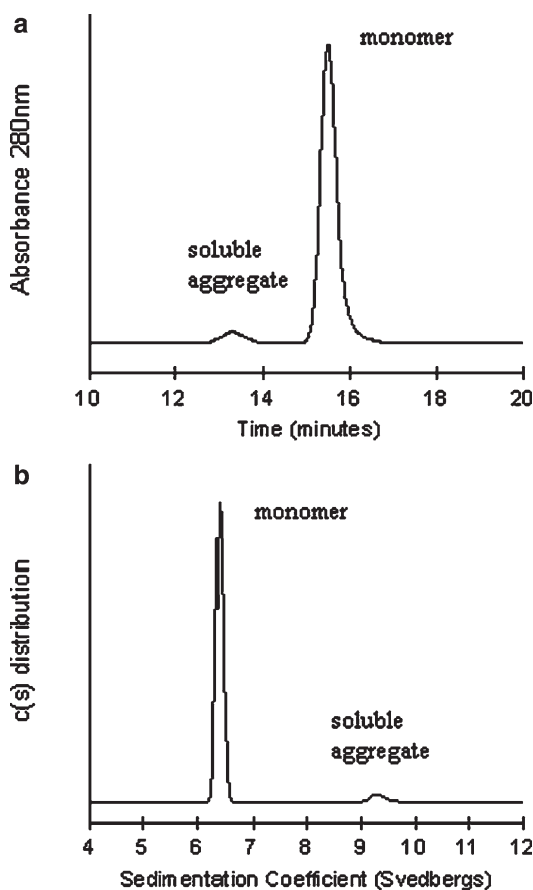 a
monomer
soluble
aggregate
Absorbance 280nm
10 12 14 16 18 20
Time (minutes)
b
monomer
soluble
aggregate
c(s) distribution
4 5 6 7 8 9 10 11 12
Sedimentation Coefficient (Svedbergs)